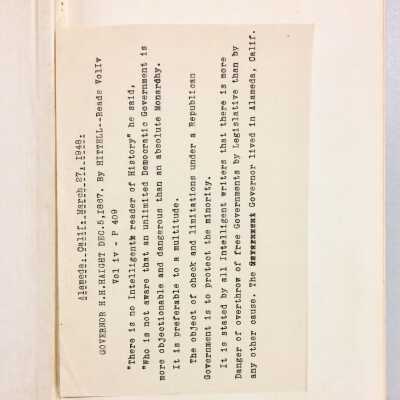 Alameda, Calif. March 27, 1948:
GOVERNOR H.H.HAIGHT DEC.5,1867. By HITTELL--Reads VolIv
Vol iv - P 409
"There is no Intelligent reader of History" he said,
"Who is not aware that an unlimited Democratic Government is
more objectionable and dangerous than an absolute Monardhy.
It is preferable to a multitude.
The object of check and limitations under a Republican
Government is to protect the minority.
It is stated by all Intelligent writers that there is more
Danger of overthrow of free Governments by Legislative than by
any other cause. The Government Governor lived in Alameda, Calif.